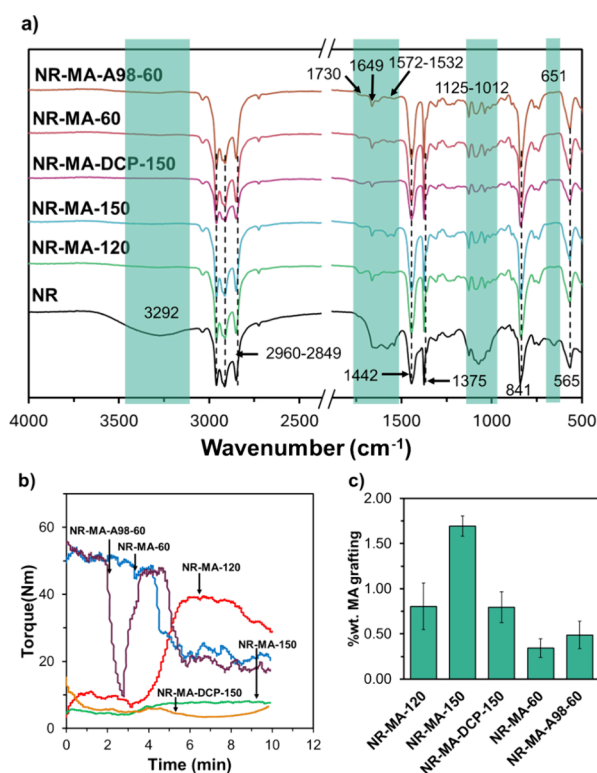 a)
1730
1649
1572-1532
1125-1012
651
NR-MA-A98-60
NR-MA-60
NR-MA-DCP-150
NR-MA-150
NR-MA-120
NR
3292
2960-2849
1442
1375
841
565
4000 3500 3000 2500 1500 1000 500
Wavenumber (cm-1)
b)
NR-MA-A98-60
NR-MA-60
NR-MA-120
NR-MA-150
NR-MA-DCP-150
60
40
20
0
Torque(Nm)
0 2 4 6 8 10 12
Time (min)
c)
2.00
1.50
1.00
0.50
0.00
%wt. MA grafting
NR-MA-120
NR-MA-150
NR-MA-DCP-150
NR-MA-60
NR-MA-A98-60